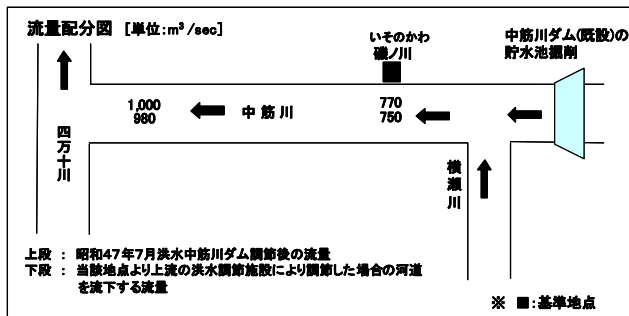 流量配分図 [単位:m³/sec]
いそのかわ
磯ノ川
中筋川ダム(既設)の
貯水池掘削
1,000
980
中筋川
770
750
四万十川
横瀬川
上段 : 昭和47年7月洪水中筋川ダム調節後の流量
下段 : 当該地点より上流の洪水調節施設により調節した場合の河道
を流下する流量
※ ■:基準地点